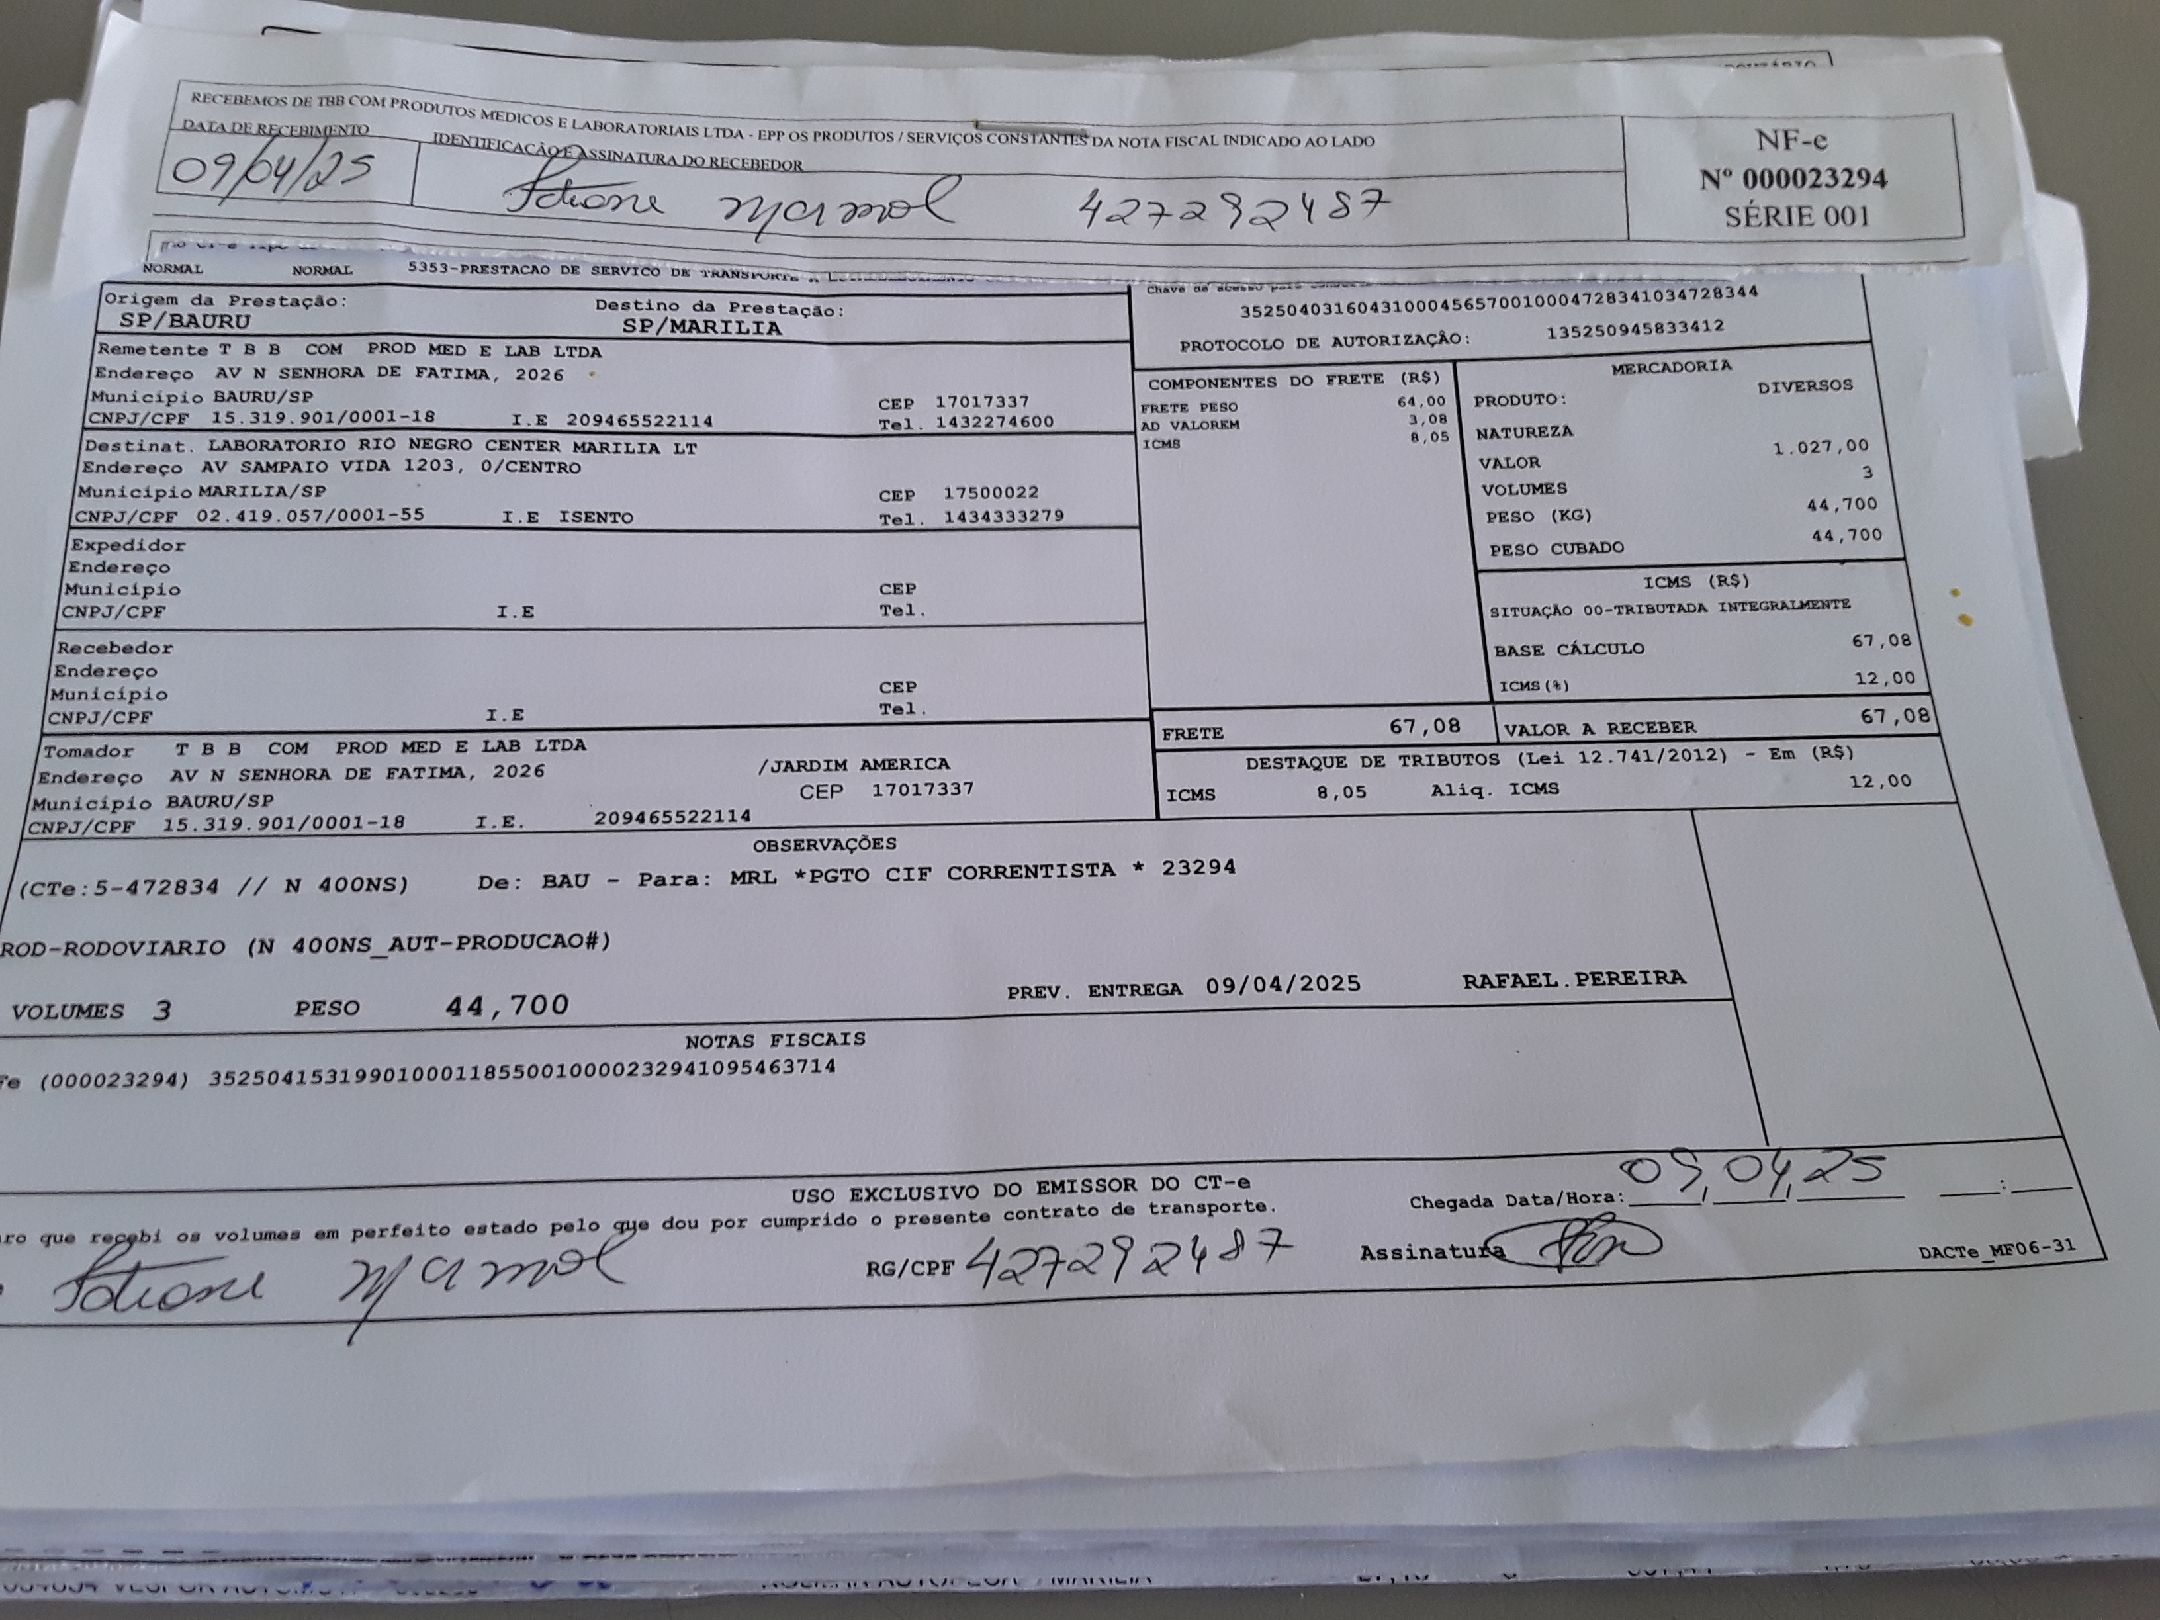 RECEBEMOS DE TBB COM PRODUTOS MEDICOS E LABORATORIAIS LTDA - EPP OS PRODUTOS / SERVIÇOS CONSTANTES DA NOTA FISCAL INDICADO AO LADO
DATA DE RECEBIMENTO
IDENTIFICAÇÃO E ASSINATURA DO RECEBEDOR
09/04/25
Marmol 427292487
NF-e
Nº 000023294
SÉRIE 001
NORMAL NORMAL 5353-PRESTACAO DE SERVICO DE TRANSPORTE A
Origem da Prestação: Destino da Prestação:
SP/BAURU SP/MARILIA
Chave de acesso para
35250403160431000456570010004728341034728344
PROTOCOLO DE AUTORIZAÇÃO: 135250945833412
Remetente T B B COM PROD MED E LAB LTDA
Endereço AV N SENHORA DE FATIMA, 2026
Município BAURU/SP CEP 17017337
CNPJ/CPF 15.319.901/0001-18 I.E 209465522114 Tel. 1432274600
Destinat. LABORATORIO RIO NEGRO CENTER MARILIA LT
Endereço AV SAMPAIO VIDA 1203, 0/CENTRO
Município MARILIA/SP CEP 17500022
CNPJ/CPF 02.419.057/0001-55 I.E ISENTO Tel. 1434333279
Expedidor
Endereço
Município CEP
CNPJ/CPF I.E Tel.
Recebedor
Endereço
Município CEP
CNPJ/CPF I.E Tel.
Tomador T B B COM PROD MED E LAB LTDA
Endereço AV N SENHORA DE FATIMA, 2026 /JARDIM AMERICA
Município BAURU/SP CEP 17017337
CNPJ/CPF 15.319.901/0001-18 I.E. 209465522114
COMPONENTES DO FRETE (R$)
FRETE PESO 64,00
AD VALOREM 3,08
ICMS 8,05
MERCADORIA
PRODUTO: DIVERSOS
NATUREZA
VALOR 1.027,00
VOLUMES 3
PESO (KG) 44,700
PESO CUBADO 44,700
ICMS (R$)
SITUAÇÃO 00-TRIBUTADA INTEGRALMENTE
BASE CÁLCULO 67,08
ICMS(%) 12,00
FRETE 67,08 VALOR A RECEBER 67,08
DESTAQUE DE TRIBUTOS (Lei 12.741/2012) - Em (R$)
ICMS 8,05 Aliq. ICMS 12,00
OBSERVAÇÕES
(CTe:5-472834 // N 400NS) De: BAU - Para: MRL *PGTO CIF CORRENTISTA * 23294
ROD-RODOVIARIO (N 400NS_AUT-PRODUCAO#)
VOLUMES 3 PESO 44,700 PREV. ENTREGA 09/04/2025 RAFAEL.PEREIRA
NOTAS FISCAIS
Fe (000023294) 35250415319901000118550010000232941095463714
USO EXCLUSIVO DO EMISSOR DO CT-e
aro que recebi os volumes em perfeito estado pelo que dou por cumprido o presente contrato de transporte.
Chegada Data/Hora: 09,04,25 :
Marmol RG/CPF 427292487 Assinatura
DACTe_MF06-31